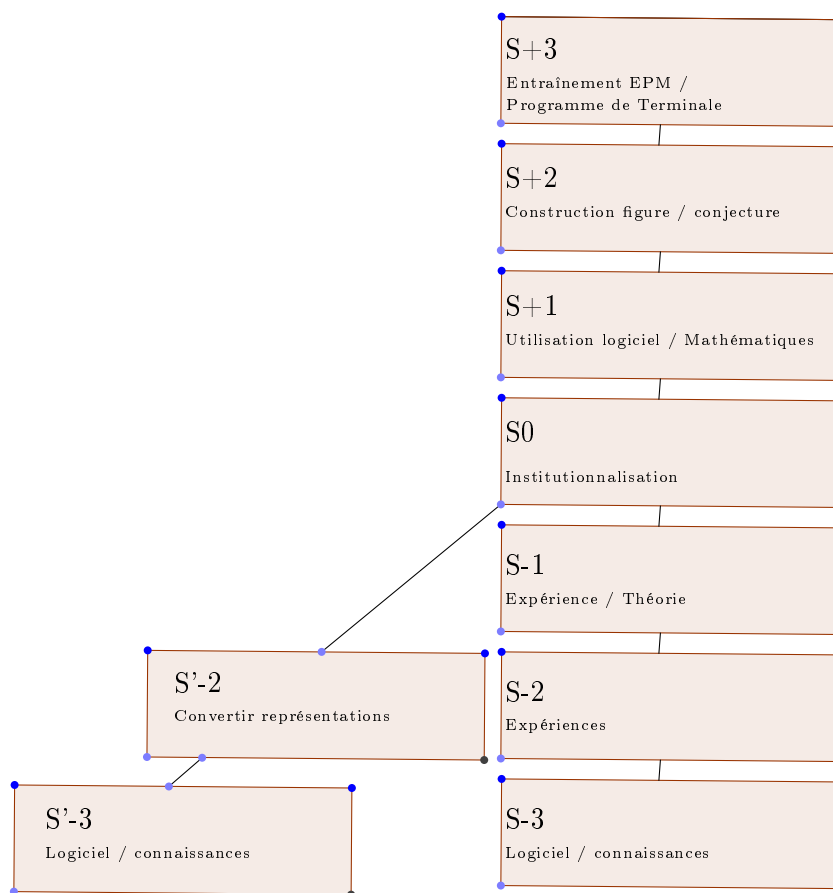 S+3
Entraînement EPM /
Programme de Terminale
S+2
Construction figure / conjecture
S+1
Utilisation logiciel / Mathématiques
S0
Institutionnalisation
S-1
Expérience / Théorie
S'-2
Convertir représentations
S-2
Expériences
S'-3
Logiciel / connaissances
S-3
Logiciel / connaissances